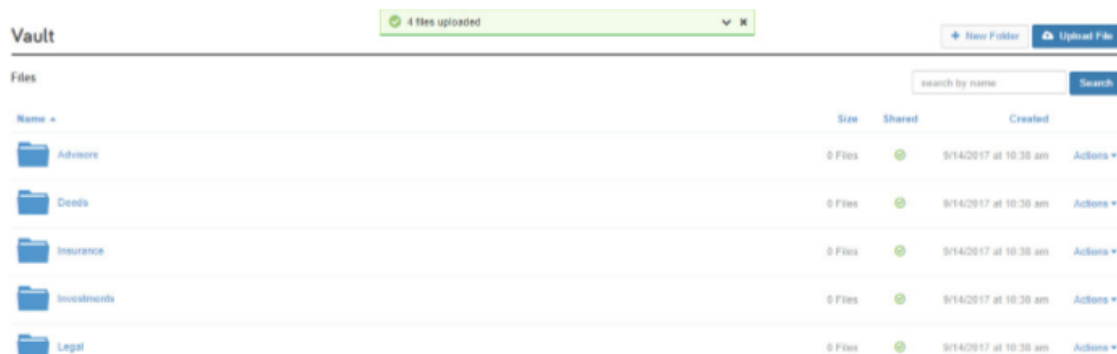 4 files uploaded
Vault
New Folder
Upload File
Files
search by name
Search
Name
Size
Shared
Created
Advisors
0 Files
9/14/2017 at 10:38 am
Actions
Deeds
0 Files
9/14/2017 at 10:38 am
Actions
Insurance
0 Files
9/14/2017 at 10:38 am
Actions
Investments
0 Files
9/14/2017 at 10:38 am
Actions
Legal
0 Files
9/14/2017 at 10:38 am
Actions